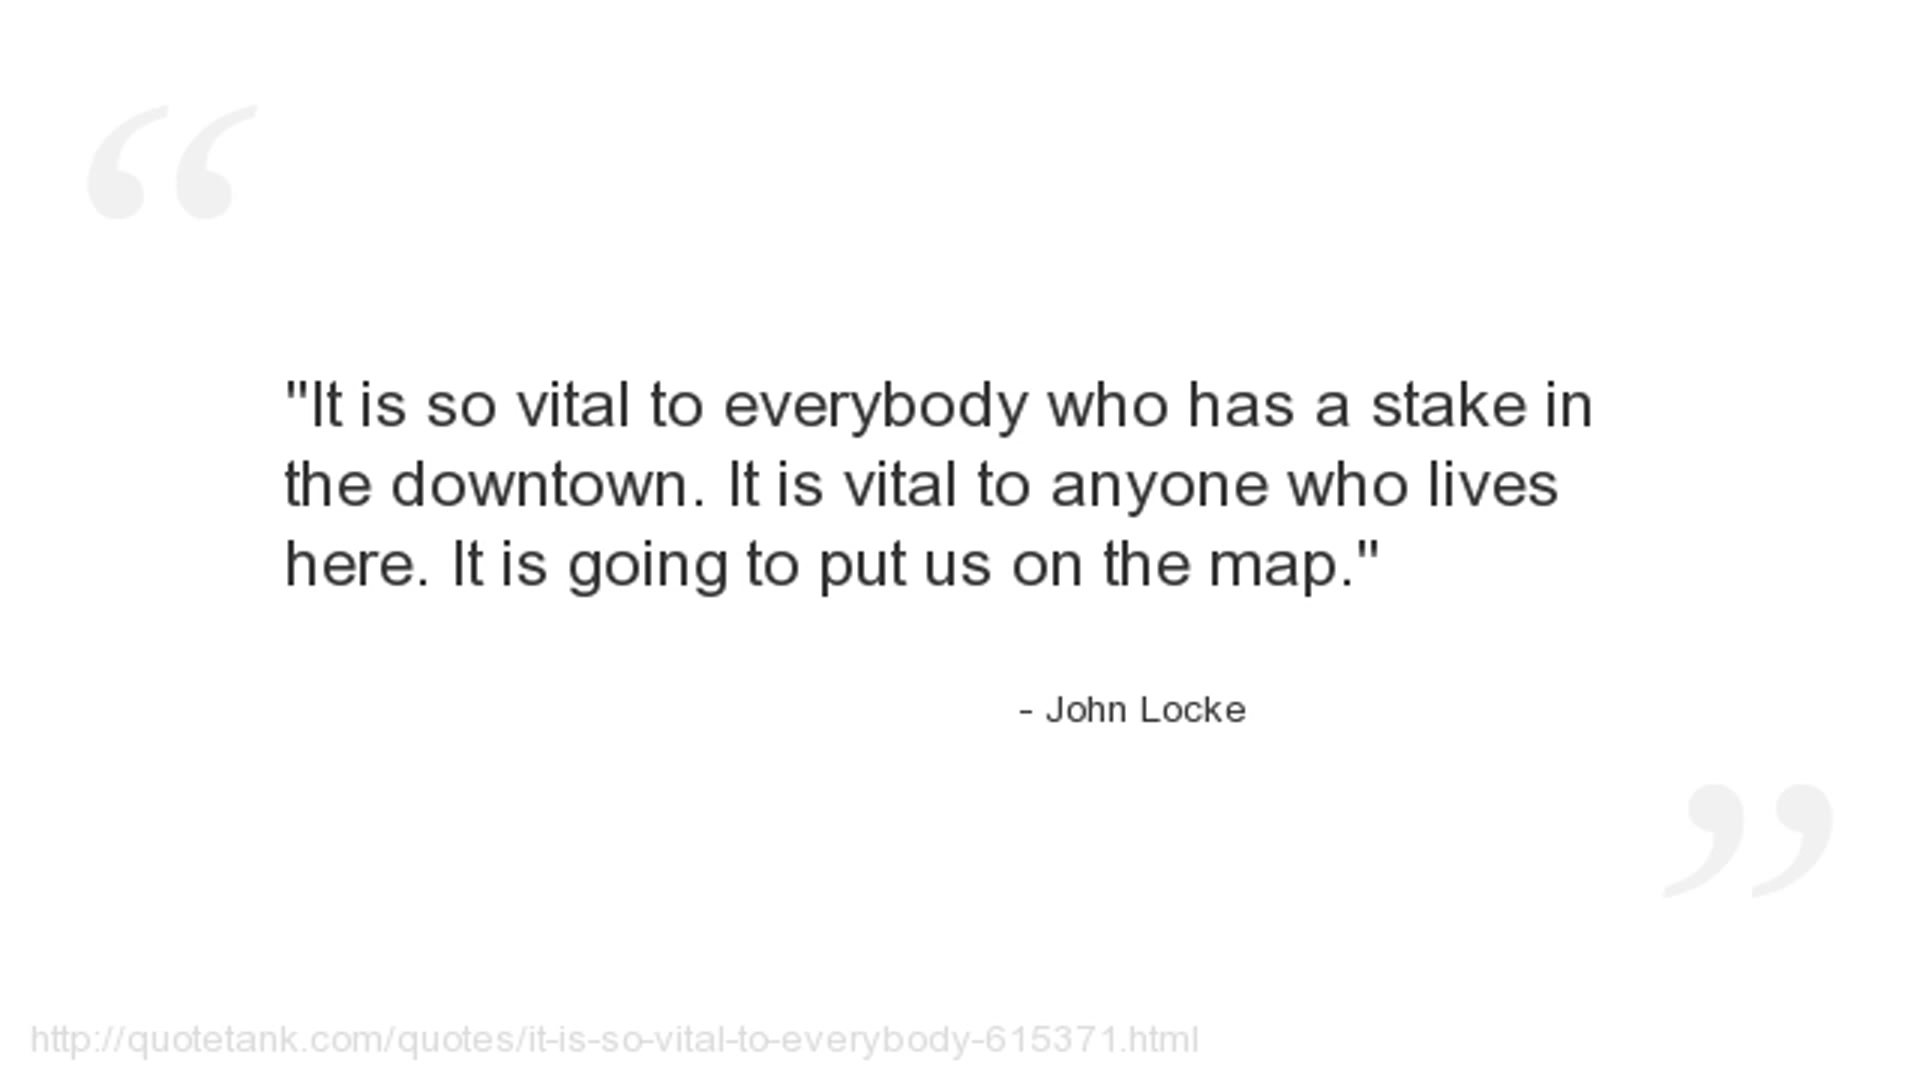 "It is so vital to everybody who has a stake in
the downtown. It is vital to anyone who lives
here. It is going to put us on the map."
- John Locke
http://quotetank.com/quotes/it-is-so-vital-to-everybody-615371.html